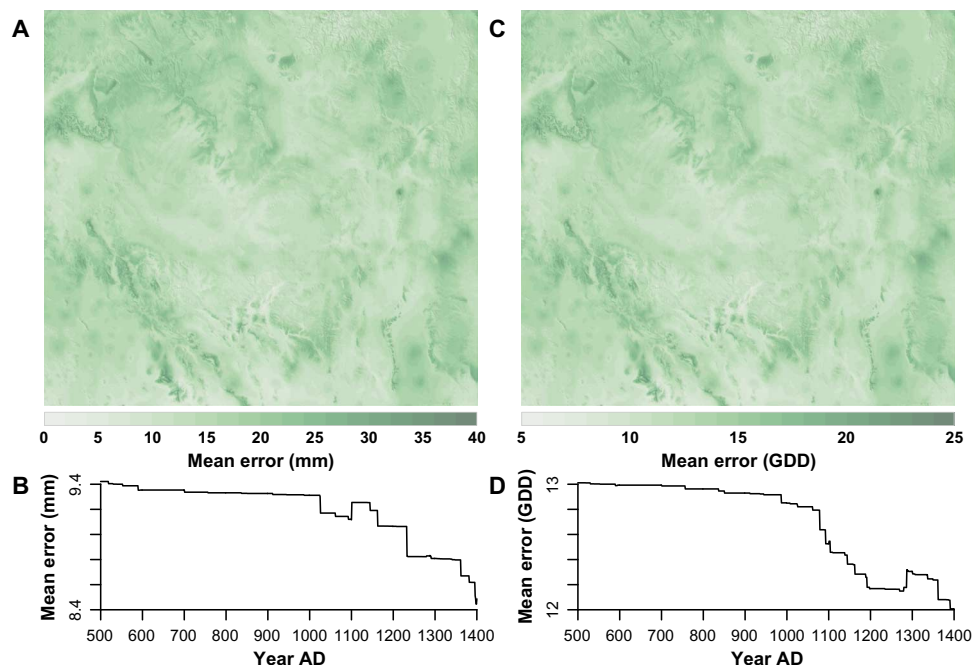 A
C
0 5 10 15 20 25 30 35 40
Mean error (mm)
5 10 15 20 25
Mean error (GDD)
B
Mean error (mm)
9.4
8.4
500 600 700 800 900 1000 1100 1200 1300 1400
Year AD
D
Mean error (GDD)
13
12
500 600 700 800 900 1000 1100 1200 1300 1400
Year AD